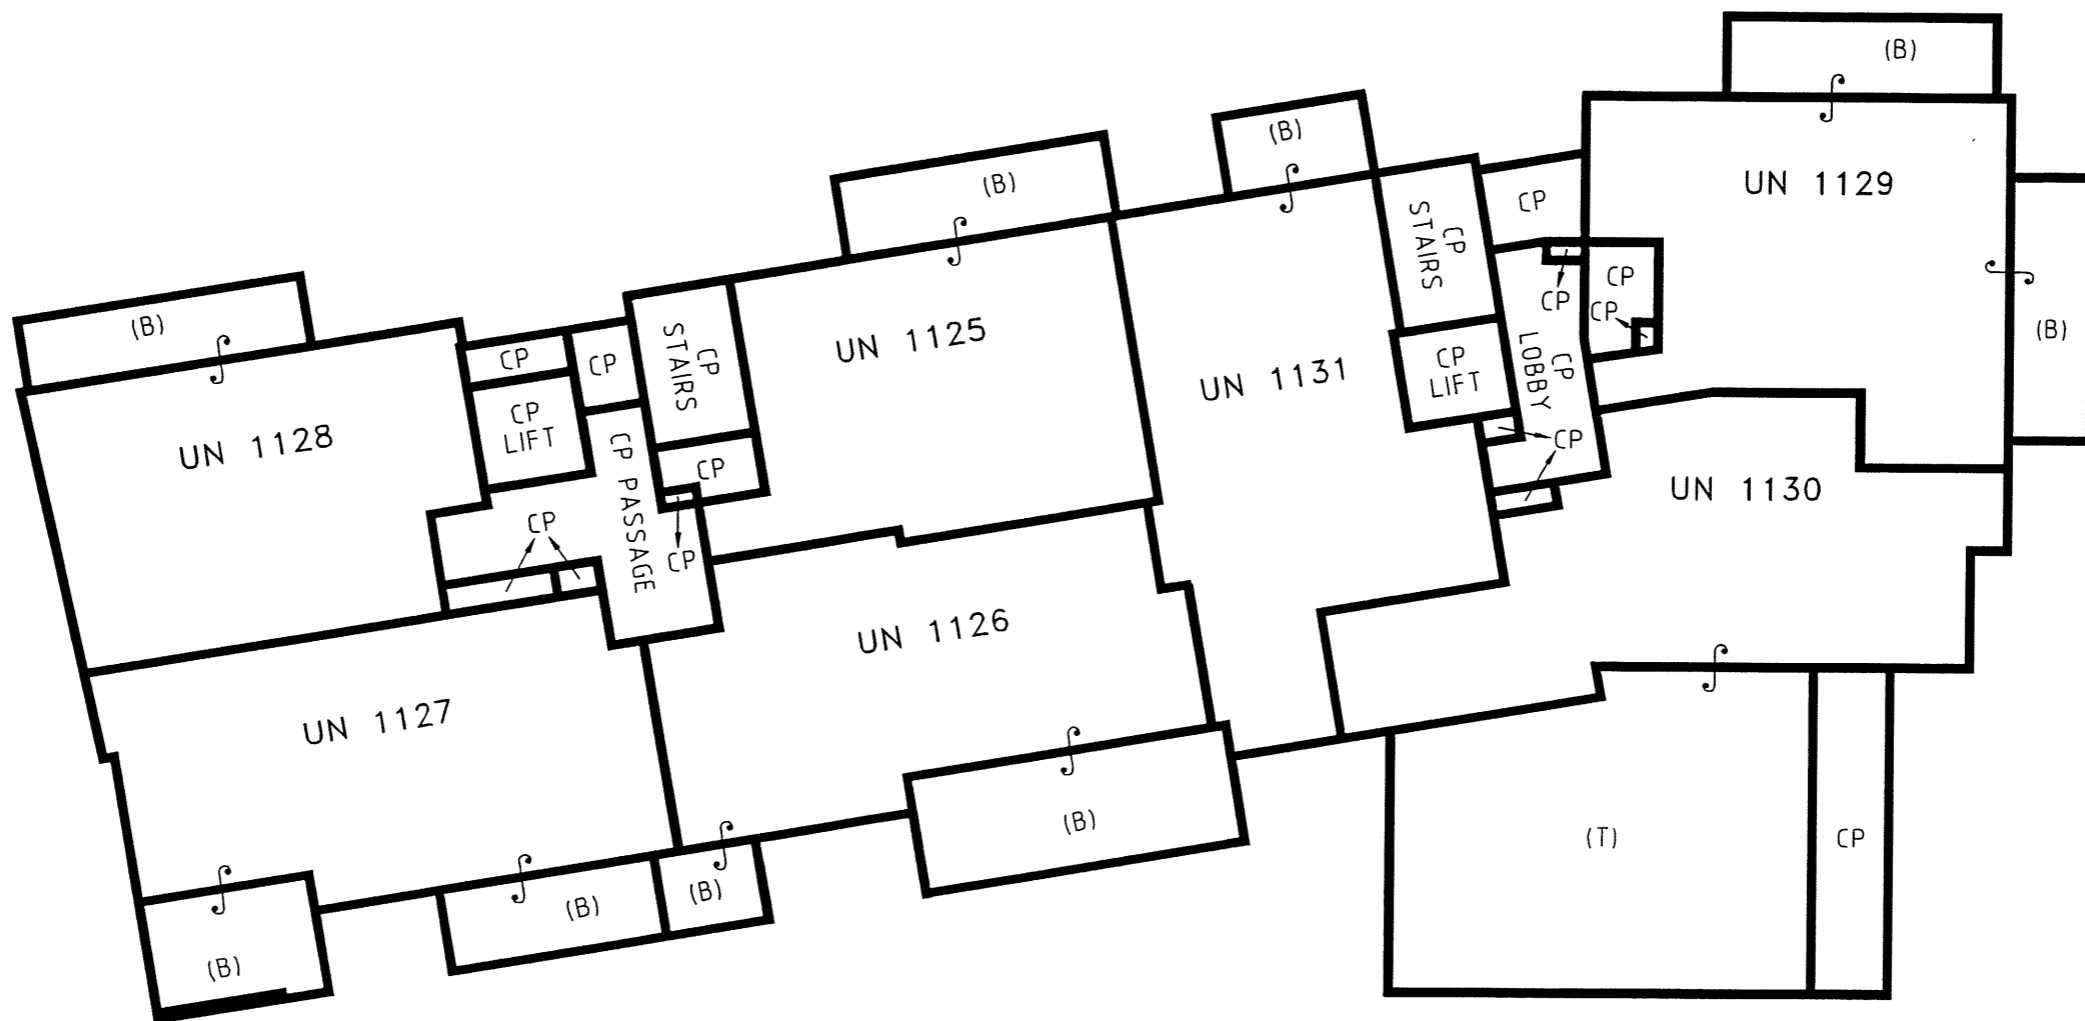 (B)
(B)
(B)
UN 1129
CP
CP
STAIRS
CP
CP
CP
(B)
(B)
UN 1125
CP
STAIRS
CP
CP
UN 1131
CP
LIFT
CP
LOBBY
(B)
UN 1128
CP
LIFT
CP
CP PASSAGE
CP
CP
CP
UN 1130
UN 1126
UN 1127
(B)
(T)
CP
(B)
(B)
(B)